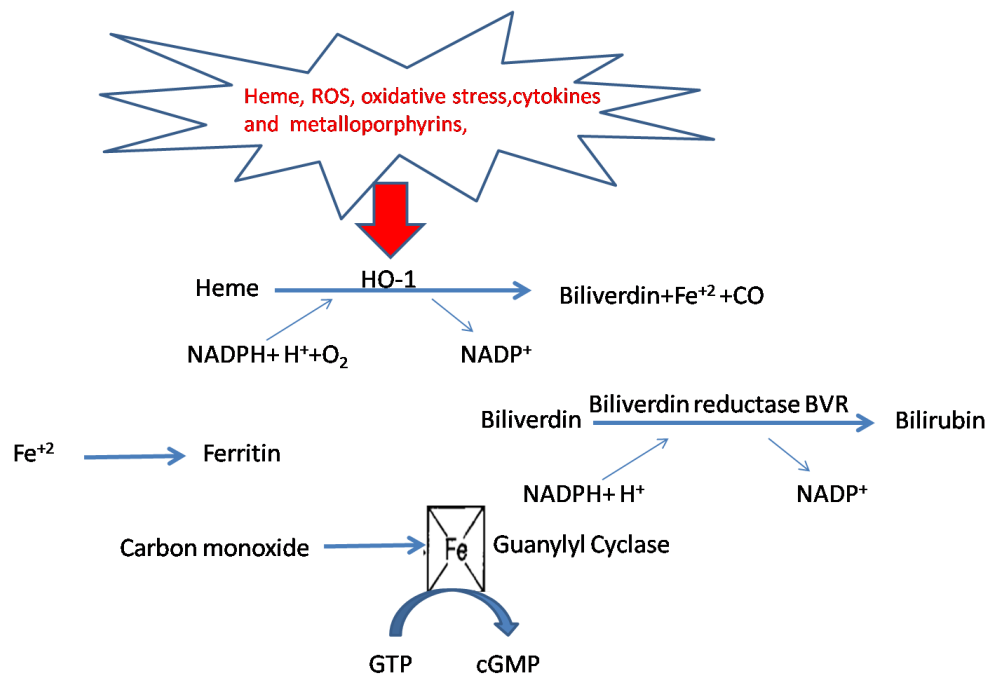 Heme, ROS, oxidative stress,cytokines
and metalloporphyrins,
HO-1
Heme
Biliverdin+Fe⁺² +CO
NADPH+ H⁺+O₂
NADP⁺
Biliverdin
Biliverdin reductase BVR
Bilirubin
Fe⁺²
Ferritin
NADPH+ H⁺
NADP⁺
Carbon monoxide
Fe
Guanylyl Cyclase
GTP
cGMP